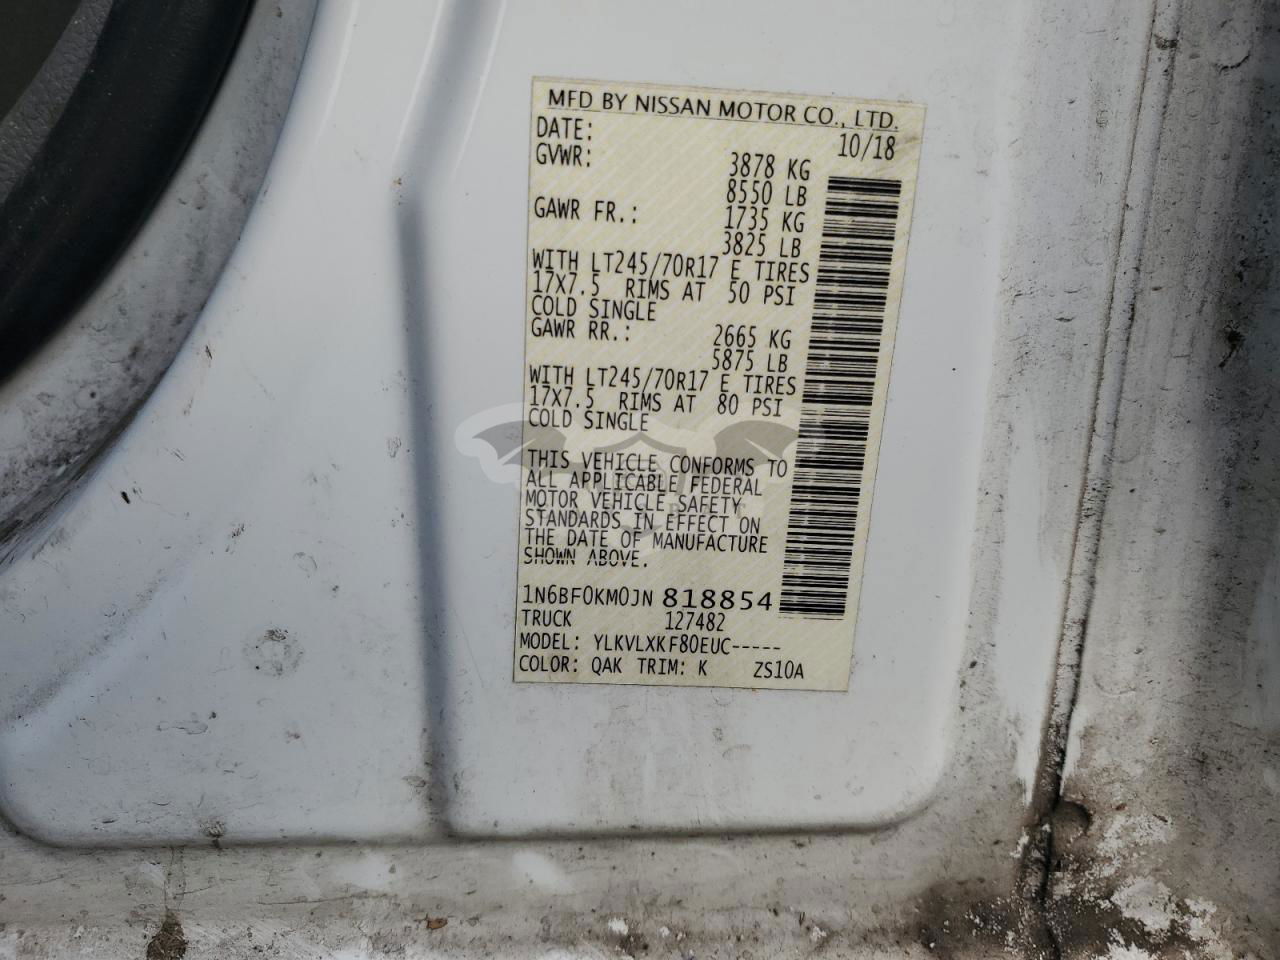 MFD BY NISSAN MOTOR CO., LTD.
DATE: 10/18
GVWR: 3878 KG
8550 LB
GAWR FR.: 1735 KG
3825 LB
WITH LT245/70R17 E TIRES
17X7.5 RIMS AT 50 PSI
COLD SINGLE
GAWR RR.: 2665 KG
5875 LB
WITH LT245/70R17 E TIRES
17X7.5 RIMS AT 80 PSI
COLD SINGLE
THIS VEHICLE CONFORMS TO
ALL APPLICABLE FEDERAL
MOTOR VEHICLE SAFETY
STANDARDS IN EFFECT ON
THE DATE OF MANUFACTURE
SHOWN ABOVE.
1N6BF0KM0JN 818854
TRUCK 127482
MODEL: YLKVLXKF80EUC-----
COLOR: QAK TRIM: K ZS10A